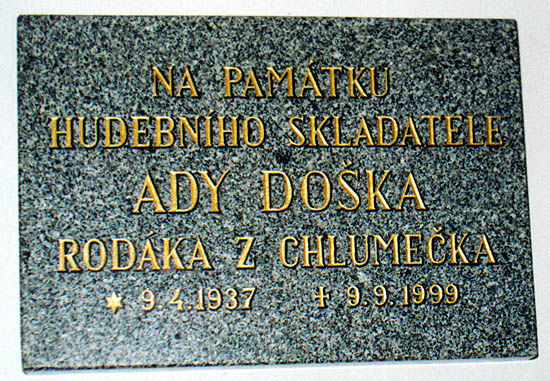 NA PAMÁTKU
HUDEBNÍHO SKLADATELE
ADY DOŠKA
RODÁKA Z CHLUMEČKA
* 9.4.1937 ✝ 9.9.1999